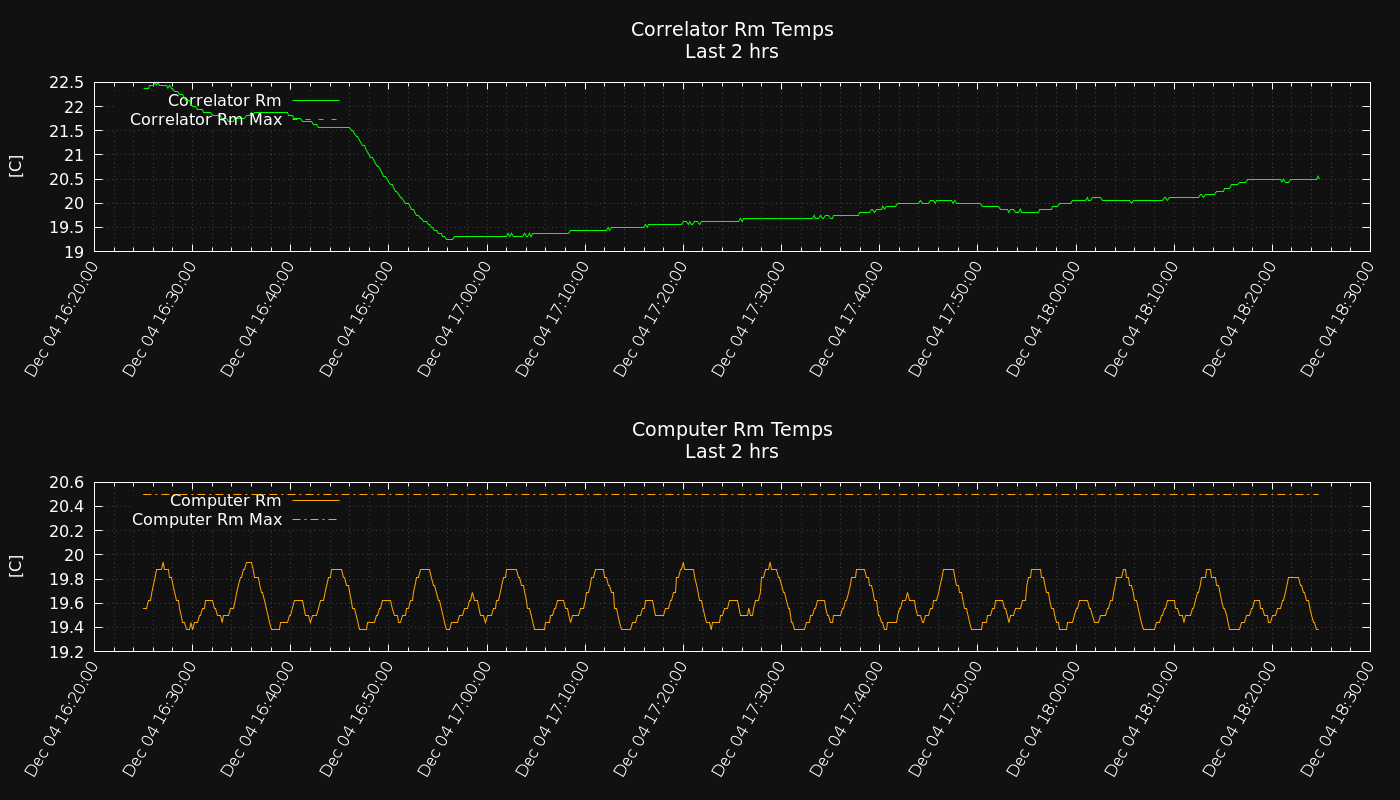 Correlator Rm Temps
Last 2 hrs
22.5
22
21.5
21
20.5
20
19.5
19
[C]
Correlator Rm
Correlator Rm Max
Dec 04 16:20:00
Dec 04 16:30:00
Dec 04 16:40:00
Dec 04 16:50:00
Dec 04 17:00:00
Dec 04 17:10:00
Dec 04 17:20:00
Dec 04 17:30:00
Dec 04 17:40:00
Dec 04 17:50:00
Dec 04 18:00:00
Dec 04 18:10:00
Dec 04 18:20:00
Dec 04 18:30:00
Computer Rm Temps
Last 2 hrs
20.6
20.4
20.2
20
19.8
19.6
19.4
19.2
[C]
Computer Rm
Computer Rm Max
Dec 04 16:20:00
Dec 04 16:30:00
Dec 04 16:40:00
Dec 04 16:50:00
Dec 04 17:00:00
Dec 04 17:10:00
Dec 04 17:20:00
Dec 04 17:30:00
Dec 04 17:40:00
Dec 04 17:50:00
Dec 04 18:00:00
Dec 04 18:10:00
Dec 04 18:20:00
Dec 04 18:30:00